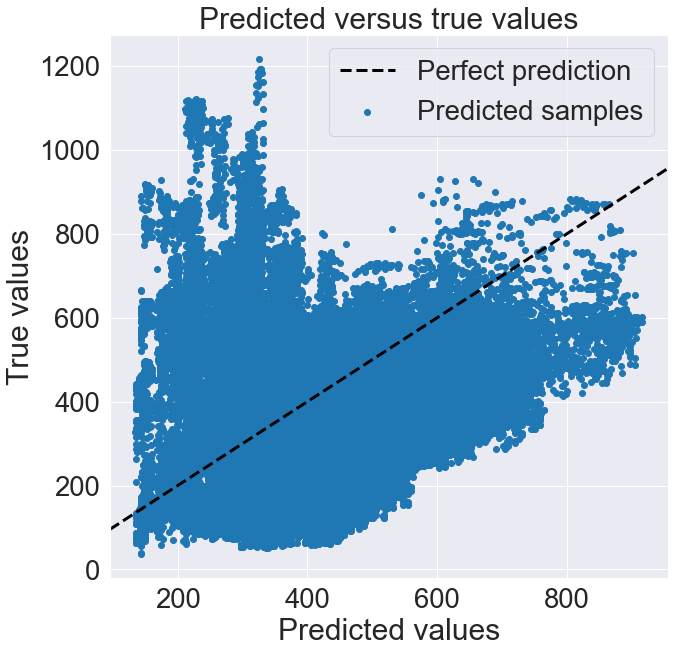 Predicted versus true values
Perfect prediction
Predicted samples
1200
1000
800
600
400
200
0
True values
200 400 600 800
Predicted values